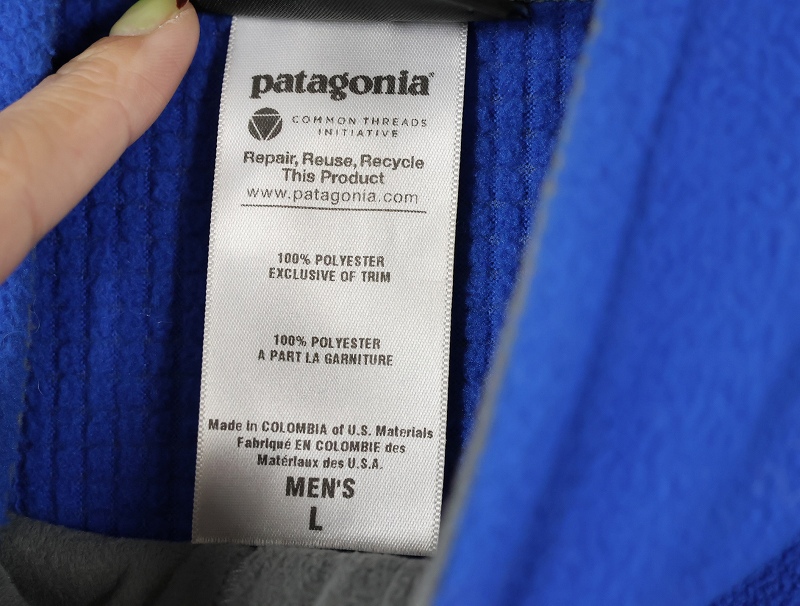 patagonia®
COMMON THREADS
INITIATIVE
Repair, Reuse, Recycle
This Product
www.patagonia.com
100% POLYESTER
EXCLUSIVE OF TRIM
100% POLYESTER
A PART LA GARNITURE
Made in COLOMBIA of U.S. Materials
Fabriqué EN COLOMBIE des
Matériaux des U.S.A.
MEN'S
L